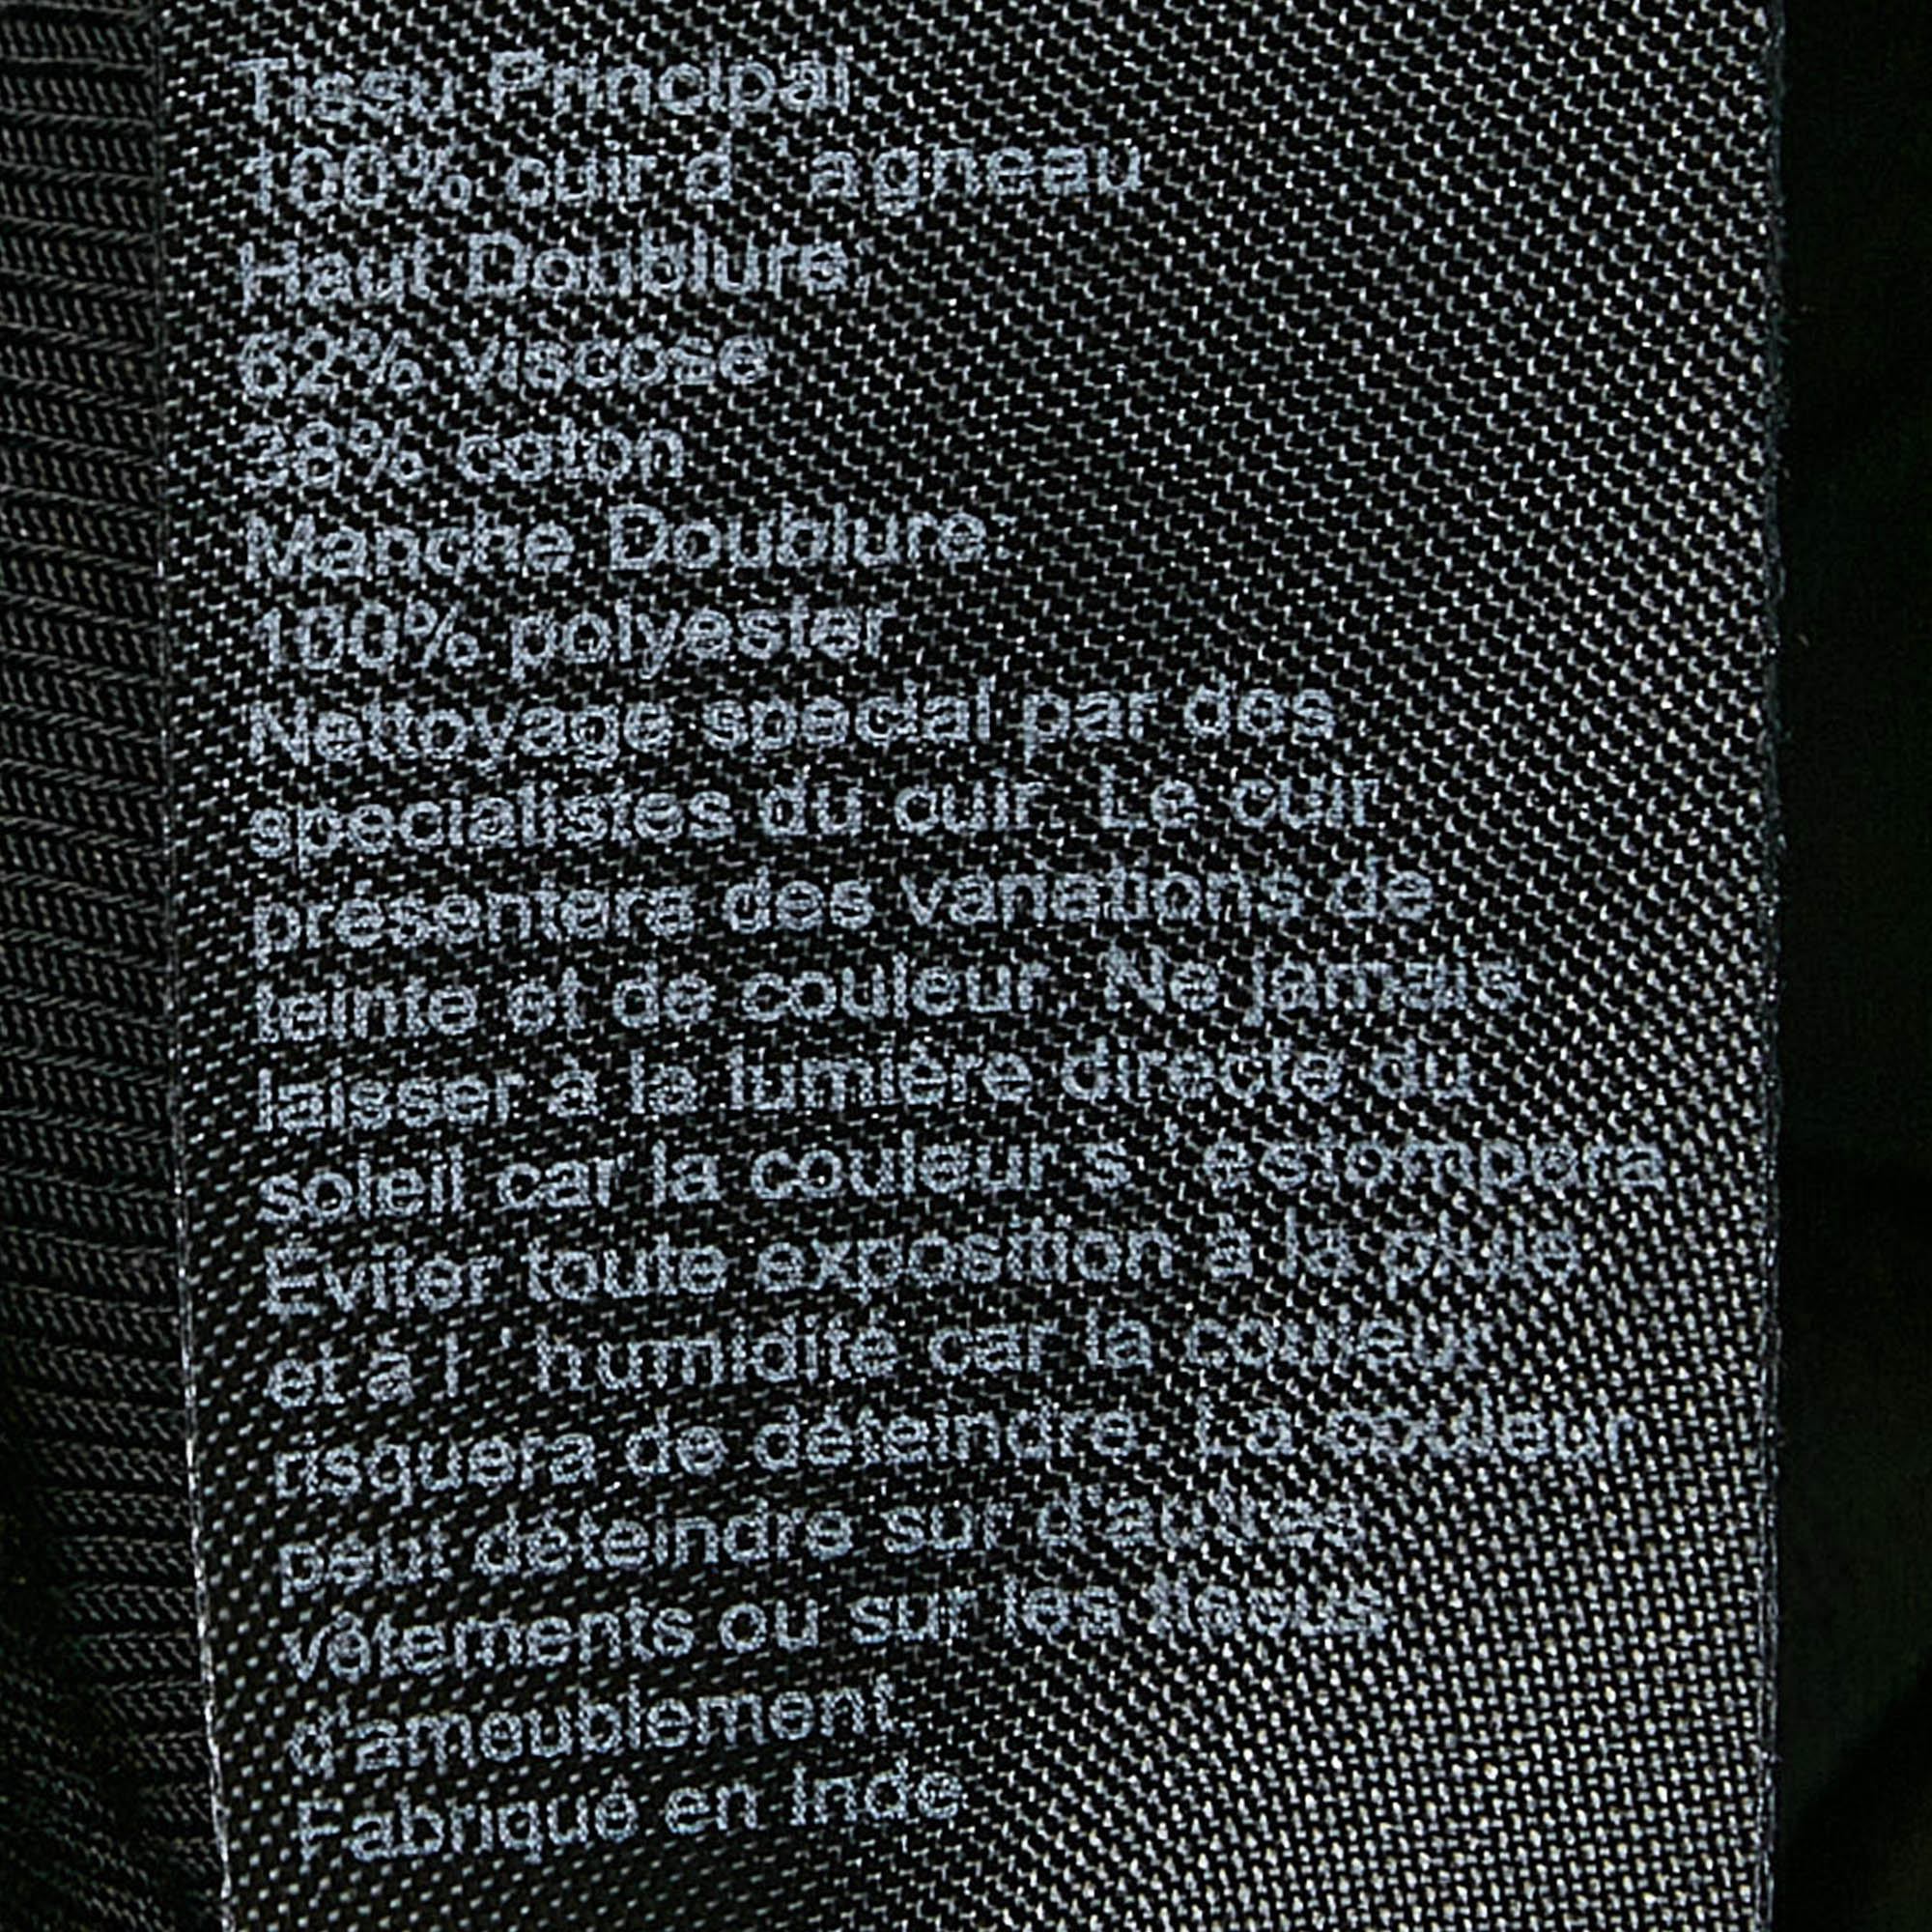 Tissu Principal:
100% cuir d ' agneau
Haut Doublure:
62% viscose
38% coton
Manche Doublure:
100% polyester
Nettoyage spécial par des
spécialistes du cuir. Le cuir
présentera des variations de
teinte et de couleur. Ne jamais
laisser à la lumière directe du
soleil car la couleur s ' estompera
Éviter toute exposition à la pluie
et à l ' humidité car la couleur
risquera de déteindre. La couleur
peut déteindre sur d'autres
vêtements ou sur les tissus
d'ameublement.
Fabriqué en Inde